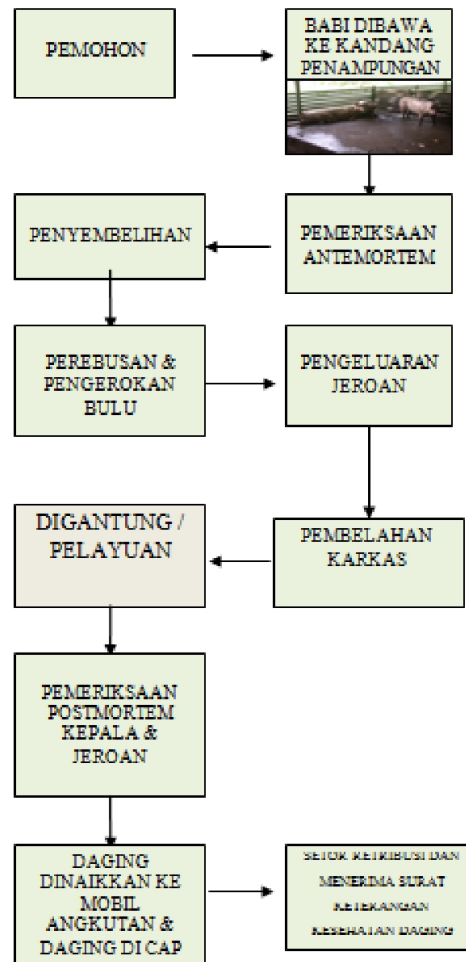 PEMOHON
BABI DIBAWA
KE KANDANG
PENAMPUNGAN
PEMERIKSAAN
ANTEMORTEM
PENYEMBELIHAN
PEREBUSAN &
PENGEROKAN
BULU
PENGELUARAN
JEROAN
PEMBELAHAN
KARKAS
DIGANTUNG /
PELAYUAN
PEMERIKSAAN
POSTMORTEM
KEPALA &
JEROAN
DAGING
DINAIKKAN KE
MOBIL
ANGKUTAN &
DAGING DI CAP
SETOR RETRIBUSI DAN
MENERIMA SURAT
KETERANGAN
KESEHATAN DAGING